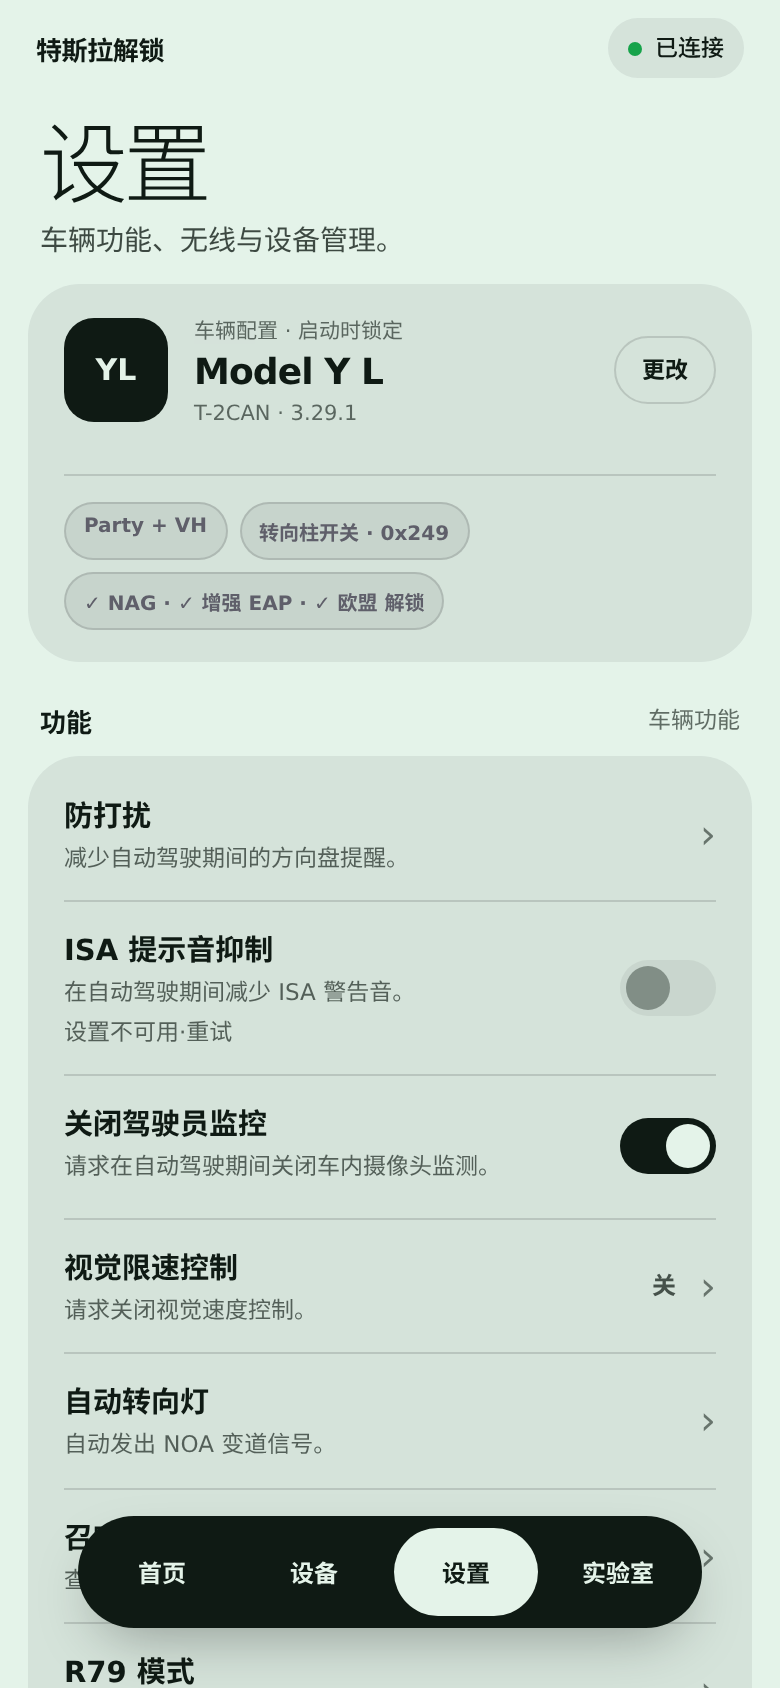 特斯拉解锁
已连接
设置
车辆功能、无线与设备管理。
YL
车辆配置 · 启动时锁定
Model Y L
T-2CAN · 3.29.1
更改
Party + VH
转向柱开关 · 0x249
✓ NAG · ✓ 增强 EAP · ✓ 欧盟 解锁
功能
车辆功能
防打扰
减少自动驾驶期间的方向盘提醒。
ISA 提示音抑制
在自动驾驶期间减少 ISA 警告音。
设置不可用·重试
关闭驾驶员监控
请求在自动驾驶期间关闭车内摄像头监测。
视觉限速控制
请求关闭视觉速度控制。
关
自动转向灯
自动发出 NOA 变道信号。
召
查
首页
设备
设置
实验室
R79 模式